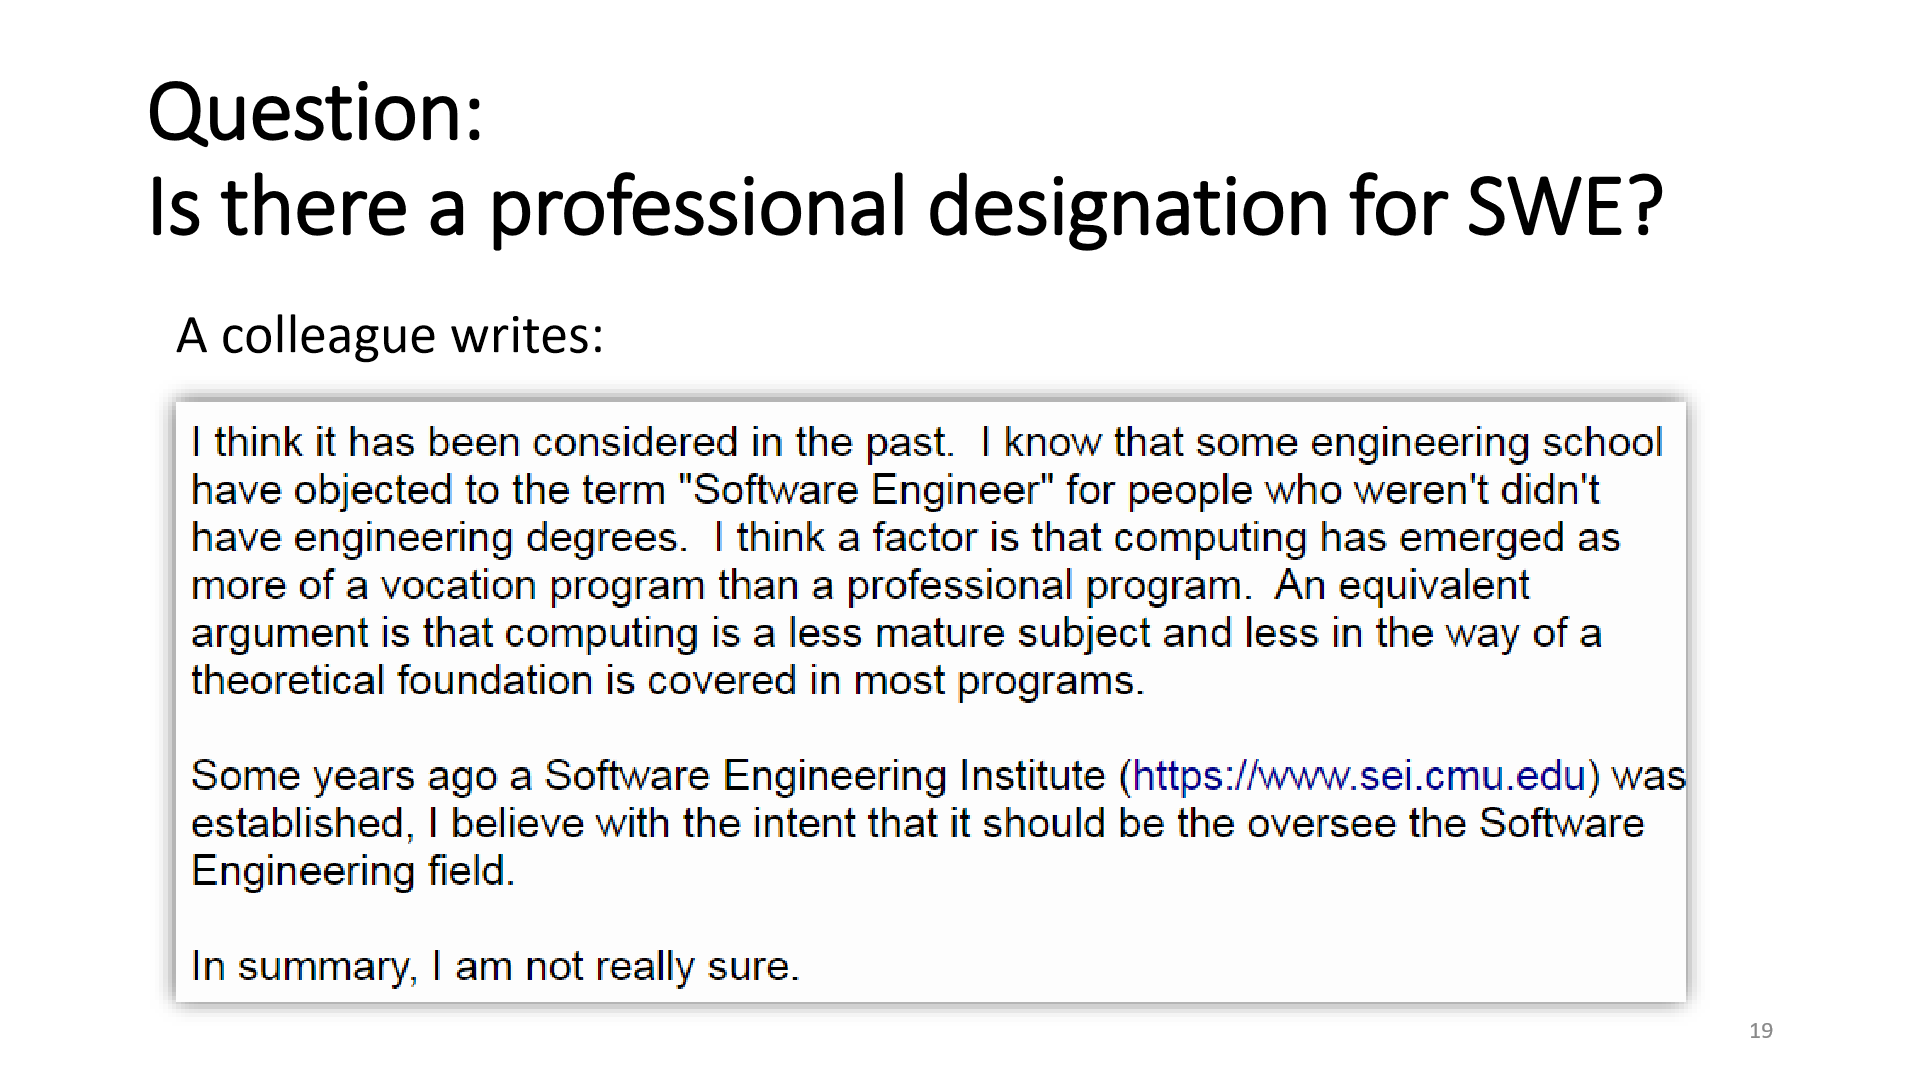 Question:
Is there a professional designation for SWE?
A colleague writes:
I think it has been considered in the past.  I know that some engineering school
have objected to the term "Software Engineer" for people who weren't didn't
have engineering degrees.  I think a factor is that computing has emerged as
more of a vocation program than a professional program.  An equivalent
argument is that computing is a less mature subject and less in the way of a
theoretical foundation is covered in most programs.
Some years ago a Software Engineering Institute (https://www.sei.cmu.edu) was
established, I believe with the intent that it should be the oversee the Software
Engineering field.
In summary, I am not really sure.
19